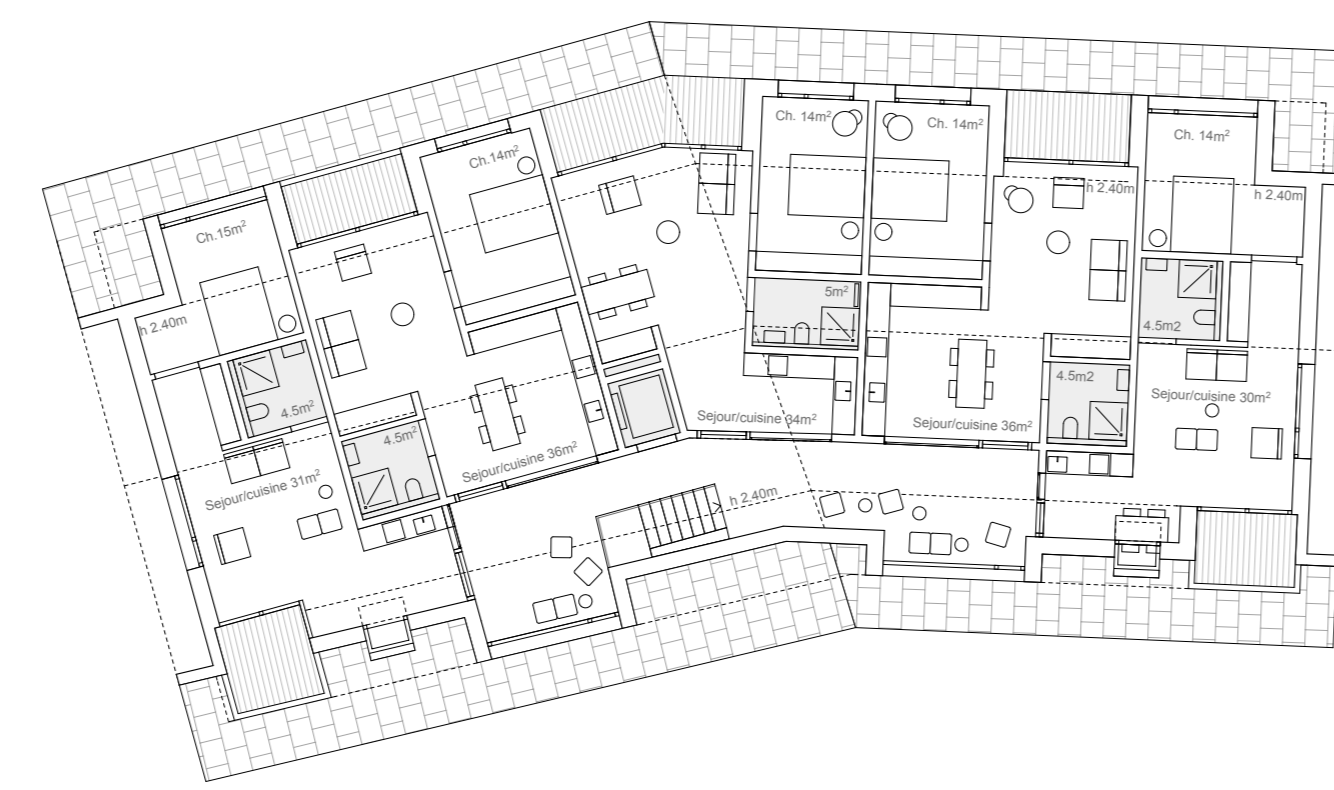 Ch. 14m²
Ch. 14m²
Ch. 14m²
Ch.14m²
Ch.15m²
h 2.40m
h 2.40m
h 2.40m
5m²
4.5m2
4.5m2
4.5m²
4.5m²
Sejour/cuisine 30m²
Sejour/cuisine 34m²
Sejour/cuisine 36m²
Sejour/cuisine 36m²
Sejour/cuisine 31m²
h 2.40m